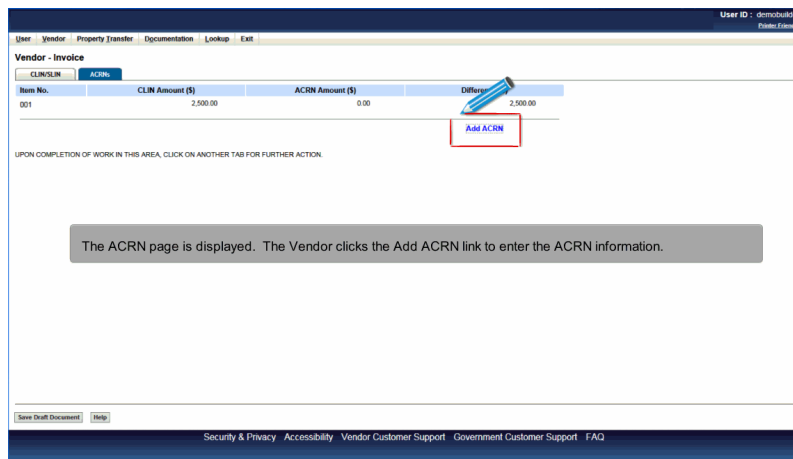 User ID : demobuild
Printer Frien
User Vendor Property Transfer Documentation Lookup Exit
Vendor - Invoice
CLIN/SLIN ACRNs
Item No. CLIN Amount ($) ACRN Amount ($)
001 2,500.00 0.00 2,500.00
Add ACRN
UPON COMPLETION OF WORK IN THIS AREA, CLICK ON ANOTHER TAB FOR FURTHER ACTION.
The ACRN page is displayed. The Vendor clicks the Add ACRN link to enter the ACRN information.
Save Draft Document Help
Security & Privacy Accessibility Vendor Customer Support Government Customer Support FAQ